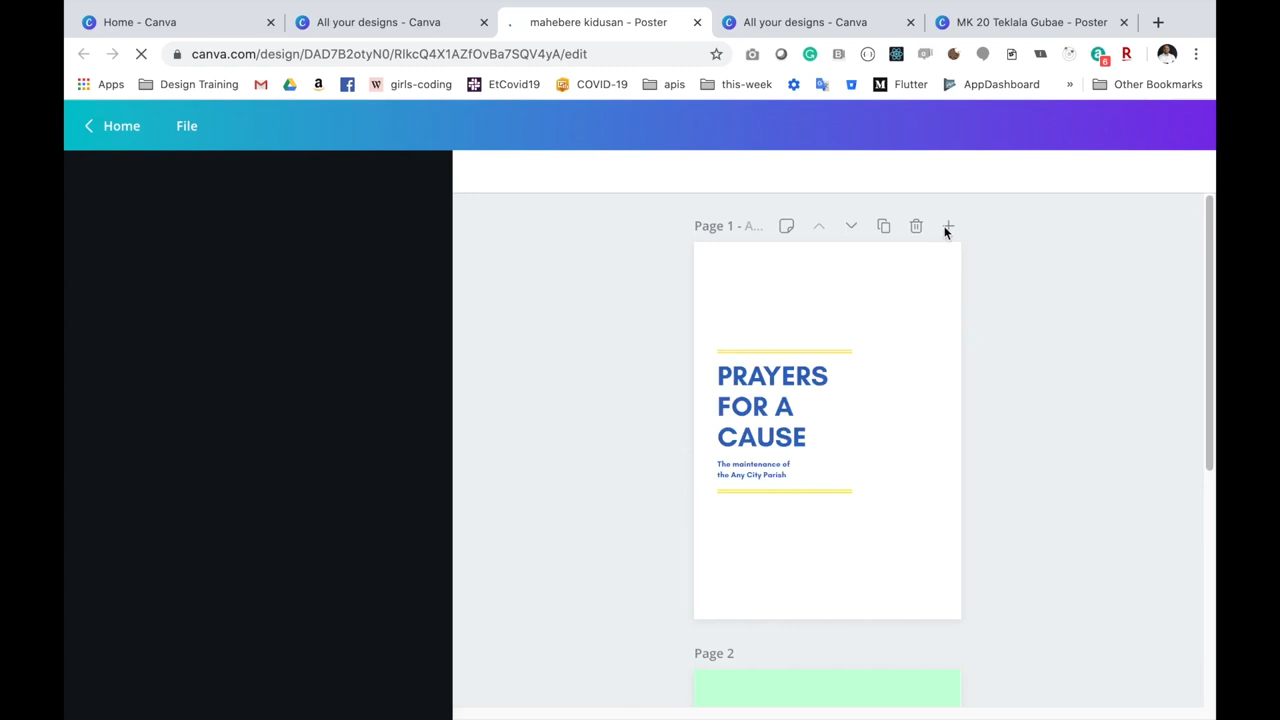 Home - Canva
All your designs - Canva
mahebere kidusan - Poster
All your designs - Canva
MK 20 Teklala Gubae - Poster
canva.com/design/DAD7B2otyN0/RIkcQ4X1AZfOvBa7SQV4yA/edit
6
Apps
Design Training
girls-coding
EtCovid19
COVID-19
apis
this-week
Flutter
AppDashboard
»
Other Bookmarks
Home
File
Page 1 - A...
PRAYERS
FOR A
CAUSE
The maintenance of
the Any City Parish
Page 2